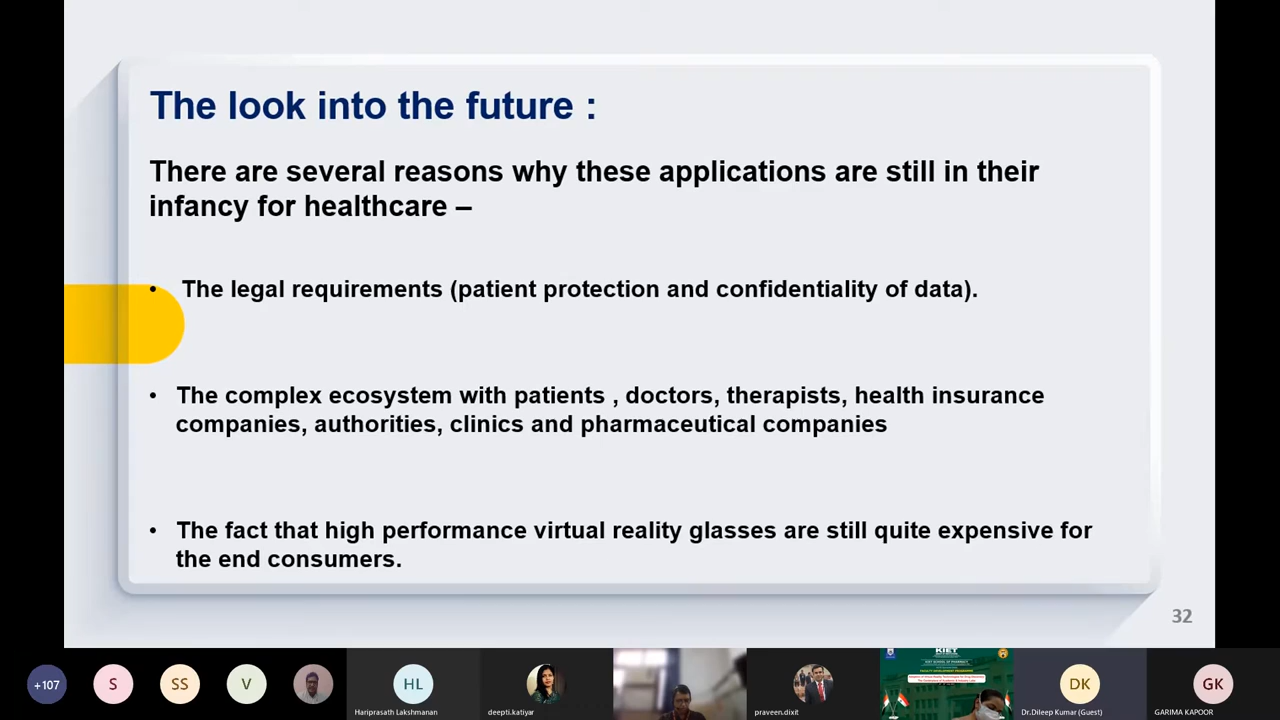 The look into the future :
There are several reasons why these applications are still in their
infancy for healthcare –
• The legal requirements (patient protection and confidentiality of data).
• The complex ecosystem with patients , doctors, therapists, health insurance
companies, authorities, clinics and pharmaceutical companies
• The fact that high performance virtual reality glasses are still quite expensive for
the end consumers.
32
+107
S
SS
V
HL
Hariprasath Lakshmanan
deepti.katiyar
praveen.dixit
KIET
DK
Dr.Dileep Kumar (Guest)
GK
GARIMA KAPOOR